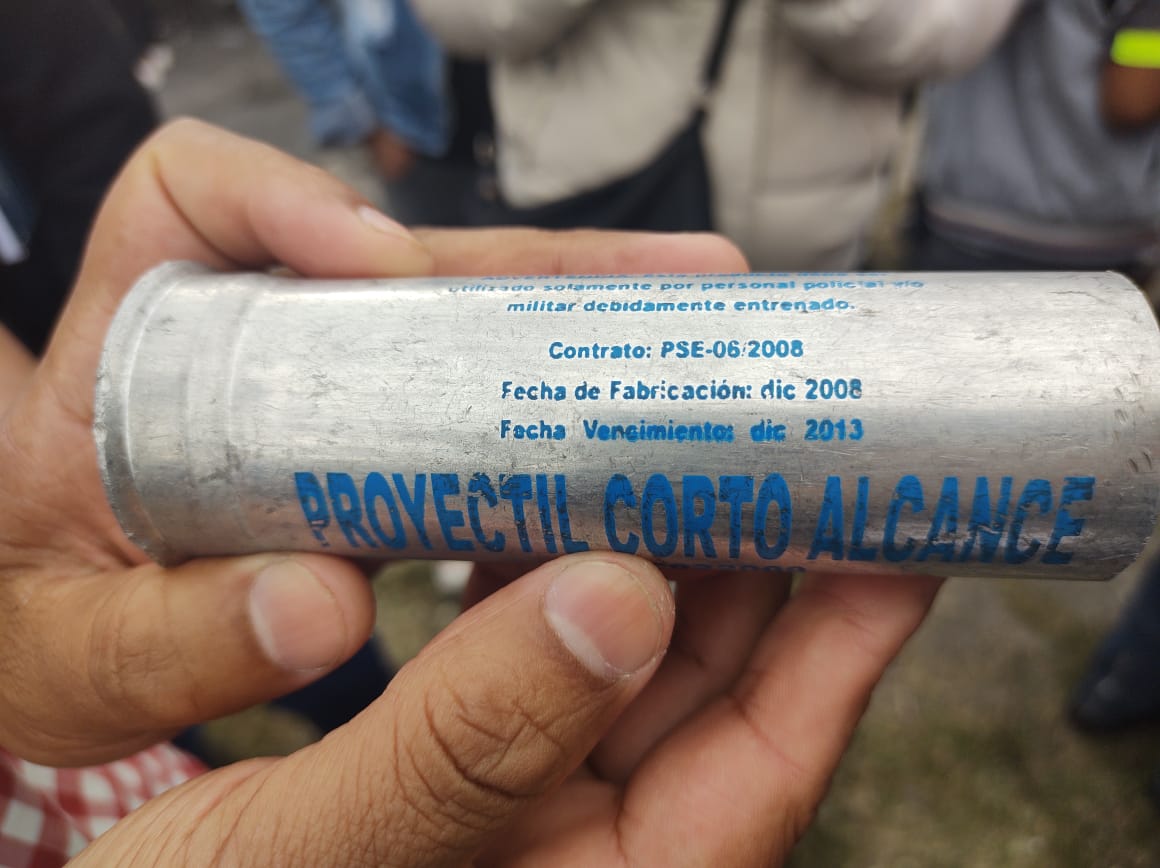 utilizado solamente por personal policial y/o
militar debidamente entrenado.
Contrato: PSE-06/2008
Fecha de Fabricación: dic 2008
Fecha Vencimiento: dic 2013
PROYECTIL CORTO ALCANCE